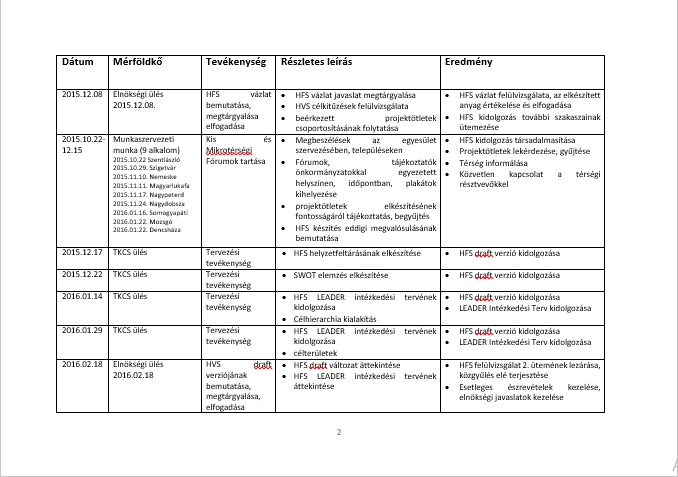 Dátum Mérföldkő Tevékenység Részletes leírás Eredmény
2015.12.08
Elnökségi ülés
2015.12.08.
HFS vázlat
bemutatása,
megtárgyalása
elfogadása
• HFS vázlat javaslat megtárgyalása
• HVS célkitűzések felülvizsgálata
• beérkezett projektötletek
csoportosításának folytatása
• HFS vázlat felülvizsgálata, az elkészített
anyag értékelése és elfogadása
• HFS kidolgozás további szakaszainak
ütemezése
2015.10.22-
12.15
Munkaszervezeti
munka (9 alkalom)
2015.10.22 Szentlászló
2015.10.29. Szigetvár
2015.11.10. Nemeske
2015.11.11. Magyarlukafa
2015.11.17. Nagypeterd
2015.11.24. Nagydobsza
2016.01.16. Somogyapáti
2016.01.22. Mozsgó
2016.01.22. Dencsháza
Kis és
Mikrotérségi
Fórumok tartása
• Megbeszélések az egyesület
szervezésében, településeken
• Fórumok, tájékoztatók
önkormányzatokkal egyezetett
helyszínen, időpontban, plakátok
kihelyezése
• projektötletek elkészítésének
fontosságáról tájékoztatás, begyűjtés
• HFS készítés eddigi megvalósulásának
bemutatása
• HFS kidolgozás társadalmasítása
• Projektötletek lekérdezése, gyűjtése
• Térség informálása
• Közvetlen kapcsolat a térségi
résztvevőkkel
2015.12.17
TKCS ülés
Tervezési
tevékenység
• HFS helyzetfeltárásának elkészítése
• HFS draft verzió kidolgozása
2015.12.22
TKCS ülés
Tervezési
tevékenység
• SWOT elemzés elkészítése
• HFS draft verzió kidolgozása
2016.01.14
TKCS ülés
Tervezési
tevékenység
• HFS LEADER intézkedési tervének
kidolgozása
• Célhierarchia kialakítás
• HFS draft verzió kidolgozása
• LEADER Intézkedési Terv kidolgozása
2016.01.29
TKCS ülés
Tervezési
tevékenység
• HFS LEADER intézkedési tervének
kidolgozása
• célterületek
• HFS draft verzió kidolgozása
• LEADER Intézkedési Terv kidolgozása
2016.02.18
Elnökségi ülés
2016.02.18
HVS draft
verziójának
bemutatása,
megtárgyalása,
elfogadása
• HFS draft változat áttekintése
• HFS LEADER intézkedési tervének
áttekintése
• HFS felülvizsgálat 2. ütemének lezárása,
közgyűlés elé terjesztése
• Esetleges észrevételek kezelése,
elnökségi javaslatok kezelése
2